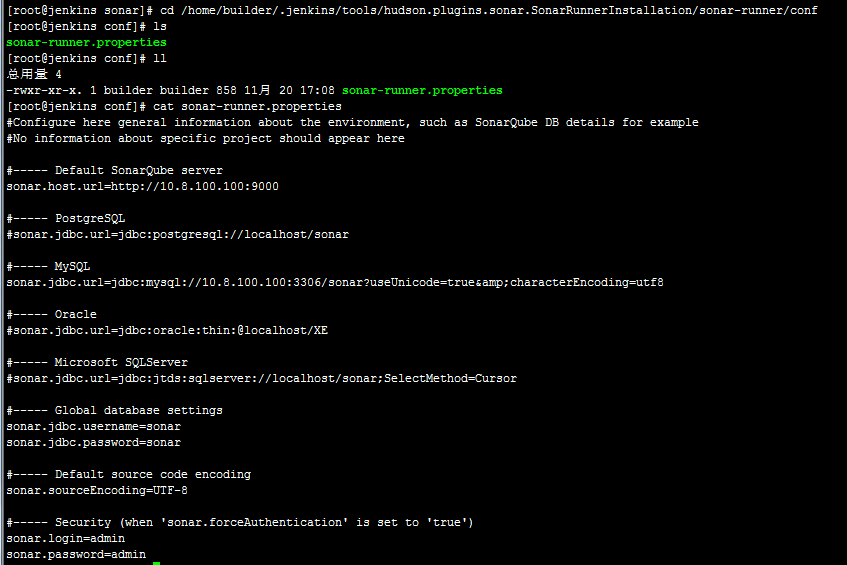 [root@jenkins sonar]# cd /home/builder/.jenkins/tools/hudson.plugins.sonar.SonarRunnerInstallation/sonar-runner/conf
[root@jenkins conf]# ls
sonar-runner.properties
[root@jenkins conf]# ll
总用量 4
-rwxr-xr-x. 1 builder builder 858 11月 20 17:08 sonar-runner.properties
[root@jenkins conf]# cat sonar-runner.properties
#Configure here general information about the environment, such as SonarQube DB details for example
#No information about specific project should appear here
#----- Default SonarQube server
sonar.host.url=http://10.8.100.100:9000
#----- PostgreSQL
#sonar.jdbc.url=jdbc:postgresql://localhost/sonar
#----- MySQL
sonar.jdbc.url=jdbc:mysql://10.8.100.100:3306/sonar?useUnicode=true&amp;characterEncoding=utf8
#----- Oracle
#sonar.jdbc.url=jdbc:oracle:thin:@localhost/XE
#----- Microsoft SQLServer
#sonar.jdbc.url=jdbc:jtds:sqlserver://localhost/sonar;SelectMethod=Cursor
#----- Global database settings
sonar.jdbc.username=sonar
sonar.jdbc.password=sonar
#----- Default source code encoding
sonar.sourceEncoding=UTF-8
#----- Security (when 'sonar.forceAuthentication' is set to 'true')
sonar.login=admin
sonar.password=admin